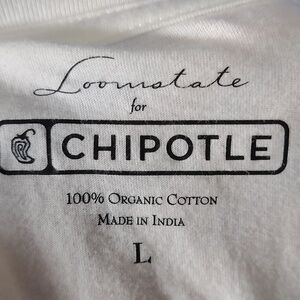 Loomstate
for
CHIPOTLE
100% ORGANIC COTTON
MADE IN INDIA
L